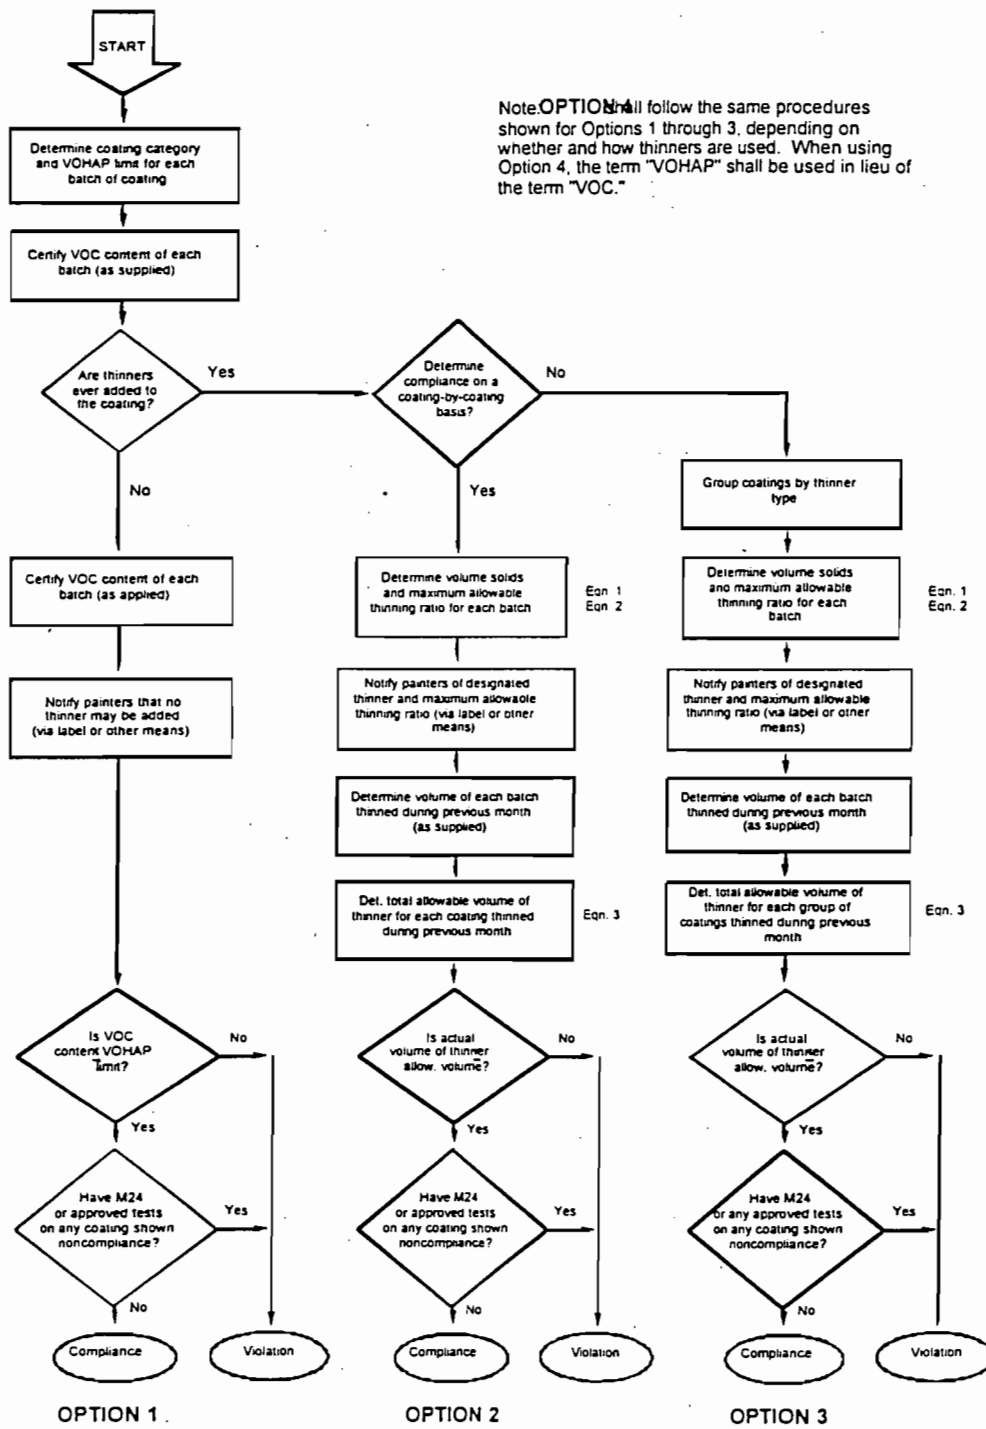 START
Note: OPTION 4 shall follow the same procedures
shown for Options 1 through 3, depending on
whether and how thinners are used. When using
Option 4, the term "VOHAP" shall be used in lieu of
the term "VOC."
Determine coating category
and VOHAP limit for each
batch of coating
Certify VOC content of each
batch (as supplied)
Are thinners
ever added to
the coating?
Yes
No
Determine
compliance on a
coating-by-coating
basis?
No
Yes
Group coatings by thinner
type
Certify VOC content of each
batch (as applied)
Determine volume solids
and maximum allowable
thinning ratio for each batch
Eqn. 1
Eqn. 2
Determine volume solids
and maximum allowable
thinning ratio for each
batch
Eqn. 1
Eqn. 2
Notify painters that no
thinner may be added
(via label or other means)
Notify painters of designated
thinner and maximum allowable
thinning ratio (via label or other
means)
Notify painters of designated
thinner and maximum allowable
thinning ratio (via label or other
means)
Determine volume of each batch
thinned during previous month
(as supplied)
Determine volume of each batch
thinned during previous month
(as supplied)
Det. total allowable volume of
thinner for each coating thinned
during previous month
Eqn. 3
Det. total allowable volume of
thinner for each group of
coatings thinned during previous
month
Eqn. 3
Is VOC
content VOHAP
limit?
No
Yes
Is actual
volume of thinner
allow. volume?
No
Yes
Is actual
volume of thinner
allow. volume?
No
Yes
Have M24
or approved tests
on any coating shown
noncompliance?
Yes
No
Have M24
or approved tests
on any coating shown
noncompliance?
Yes
No
Have M24
or any approved tests
on any coating shown
noncompliance?
Yes
No
Compliance
Violation
Compliance
Violation
Compliance
Violation
OPTION 1
OPTION 2
OPTION 3